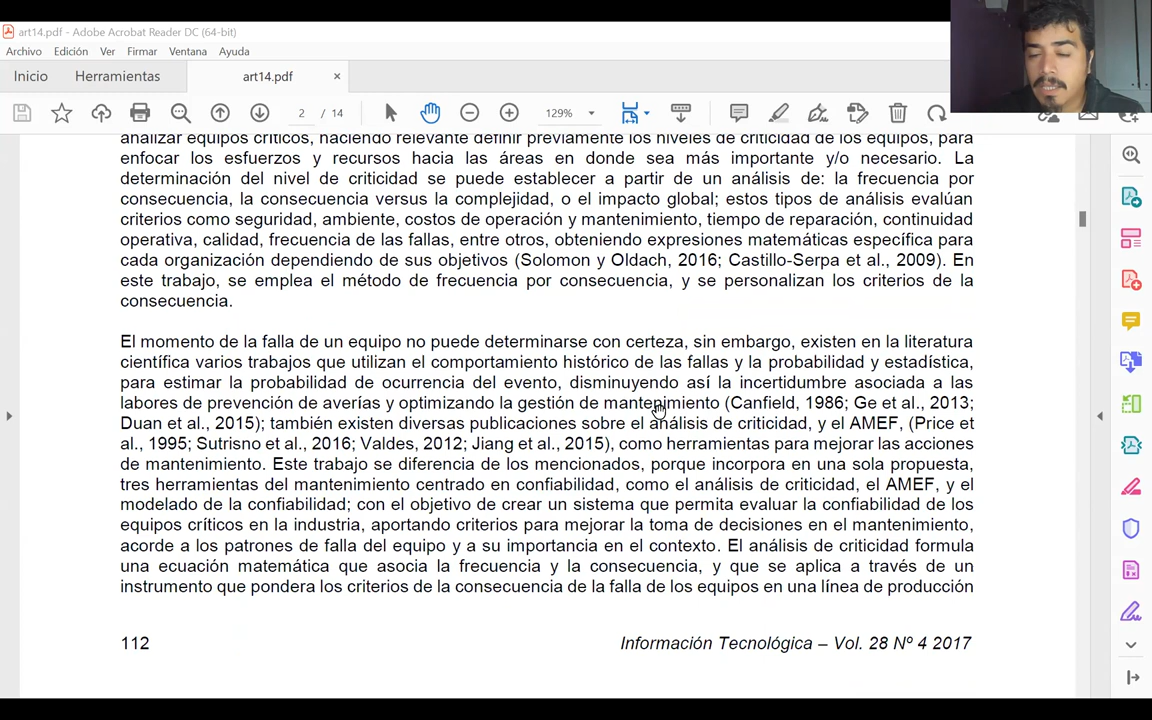 art14.pdf - Adobe Acrobat Reader DC (64-bit)
Archivo Edición Ver Firmar Ventana Ayuda
Inicio Herramientas art14.pdf ×
2 / 14 129%
analizar equipos críticos, haciendo relevante definir previamente los niveles de criticidad de los equipos, para
enfocar los esfuerzos y recursos hacia las áreas en donde sea más importante y/o necesario. La
determinación del nivel de criticidad se puede establecer a partir de un análisis de: la frecuencia por
consecuencia, la consecuencia versus la complejidad, o el impacto global; estos tipos de análisis evalúan
criterios como seguridad, ambiente, costos de operación y mantenimiento, tiempo de reparación, continuidad
operativa, calidad, frecuencia de las fallas, entre otros, obteniendo expresiones matemáticas específica para
cada organización dependiendo de sus objetivos (Solomon y Oldach, 2016; Castillo-Serpa et al., 2009). En
este trabajo, se emplea el método de frecuencia por consecuencia, y se personalizan los criterios de la
consecuencia.
El momento de la falla de un equipo no puede determinarse con certeza, sin embargo, existen en la literatura
científica varios trabajos que utilizan el comportamiento histórico de las fallas y la probabilidad y estadística,
para estimar la probabilidad de ocurrencia del evento, disminuyendo así la incertidumbre asociada a las
labores de prevención de averías y optimizando la gestión de mantenimiento (Canfield, 1986; Ge et al., 2013;
Duan et al., 2015); también existen diversas publicaciones sobre el análisis de criticidad, y el AMEF, (Price et
al., 1995; Sutrisno et al., 2016; Valdes, 2012; Jiang et al., 2015), como herramientas para mejorar las acciones
de mantenimiento. Este trabajo se diferencia de los mencionados, porque incorpora en una sola propuesta,
tres herramientas del mantenimiento centrado en confiabilidad, como el análisis de criticidad, el AMEF, y el
modelado de la confiabilidad; con el objetivo de crear un sistema que permita evaluar la confiabilidad de los
equipos críticos en la industria, aportando criterios para mejorar la toma de decisiones en el mantenimiento,
acorde a los patrones de falla del equipo y a su importancia en el contexto. El análisis de criticidad formula
una ecuación matemática que asocia la frecuencia y la consecuencia, y que se aplica a través de un
instrumento que pondera los criterios de la consecuencia de la falla de los equipos en una línea de producción
112 Información Tecnológica – Vol. 28 Nº 4 2017